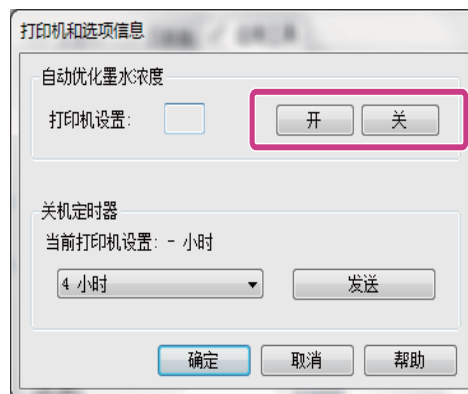 打印机和选项信息
自动优化墨水浓度
打印机设置:
开 关
关机定时器
当前打印机设置: - 小时
4 小时 发送
确定 取消 帮助